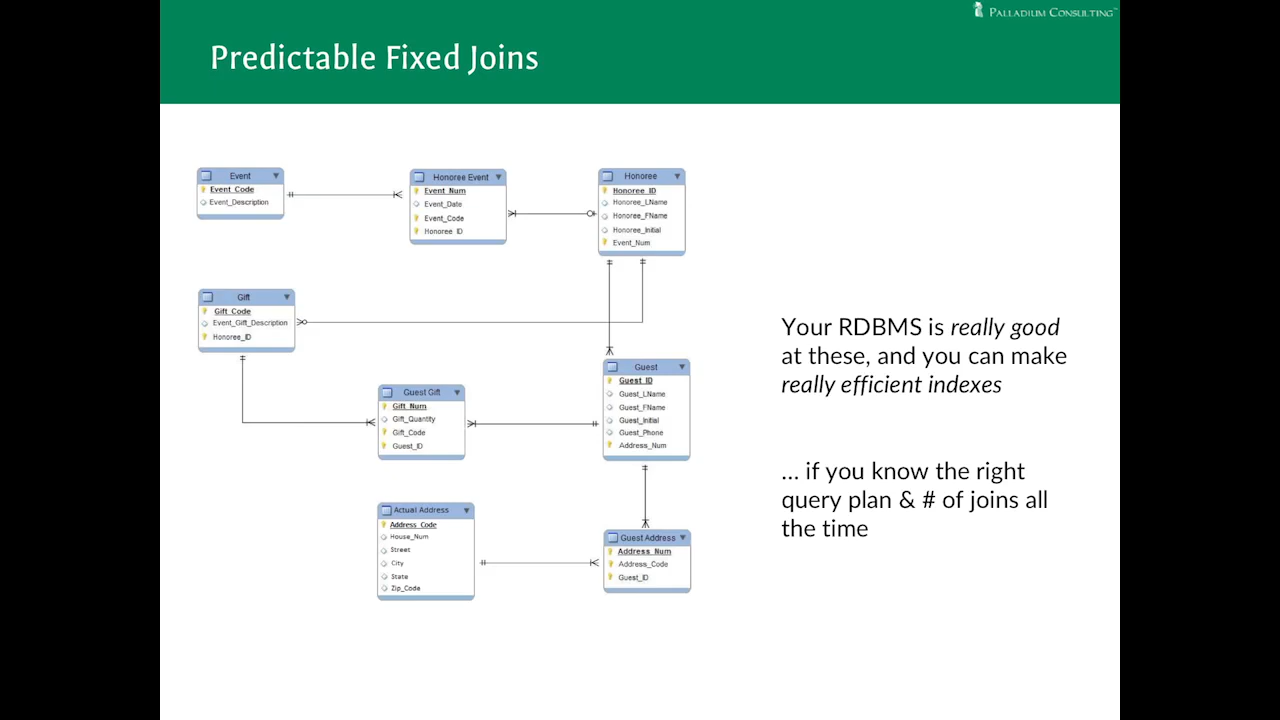 PALLADIUM CONSULTING™
Predictable Fixed Joins
Event
Event_Code
Event_Description
Honoree Event
Event_Num
Event_Date
Event_Code
Honoree_ID
Honoree
Honoree_ID
Honoree_LName
Honoree_FName
Honoree_Initial
Event_Num
Gift
Gift_Code
Event_Gift_Description
Honoree_ID
Guest Gift
Gift_Num
Gift_Quantity
Gift_Code
Guest_ID
Guest
Guest_ID
Guest_LName
Guest_FName
Guest_Initial
Guest_Phone
Address_Num
Actual Address
Address_Code
House_Num
Street
City
State
Zip_Code
Guest Address
Address_Num
Address_Code
Guest_ID
Your RDBMS is really good
at these, and you can make
really efficient indexes
... if you know the right
query plan & # of joins all
the time